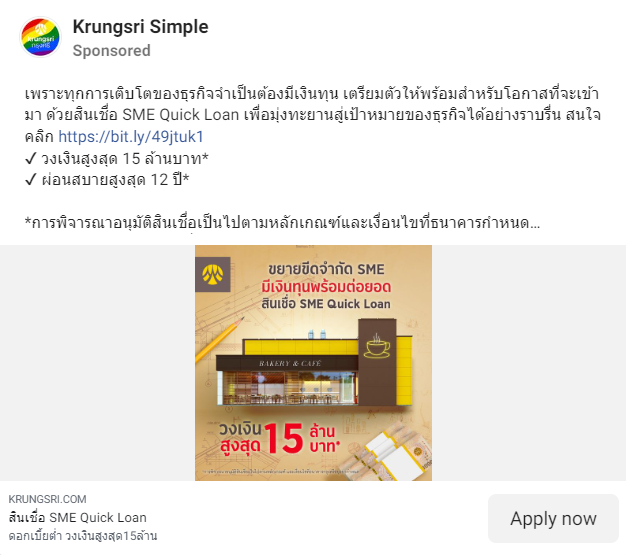 Krungsri
กรุงศรี
Krungsri Simple
Sponsored
เพราะทุกการเติบโตของธุรกิจจำเป็นต้องมีเงินทุน เตรียมตัวให้พร้อมสำหรับโอกาสที่จะเข้า
มา ด้วยสินเชื่อ SME Quick Loan เพื่อมุ่งทะยานสู่เป้าหมายของธุรกิจได้อย่างราบรื่น สนใจ
คลิก https://bit.ly/49jtuk1
✓ วงเงินสูงสุด 15 ล้านบาท*
✓ ผ่อนสบายสูงสุด 12 ปี*
*การพิจารณาอนุมัติสินเชื่อเป็นไปตามหลักเกณฑ์และเงื่อนไขที่ธนาคารกำหนด...
ขยายขีดจำกัด SME
มีเงินทุนพร้อมต่อยอด
สินเชื่อ SME Quick Loan
BAKERY & CAFÉ
วงเงิน
สูงสุด 15 ล้าน
บาท*
KRUNGSRI.COM
สินเชื่อ SME Quick Loan
ดอกเบี้ยต่ำ วงเงินสูงสุด15ล้าน
Apply now